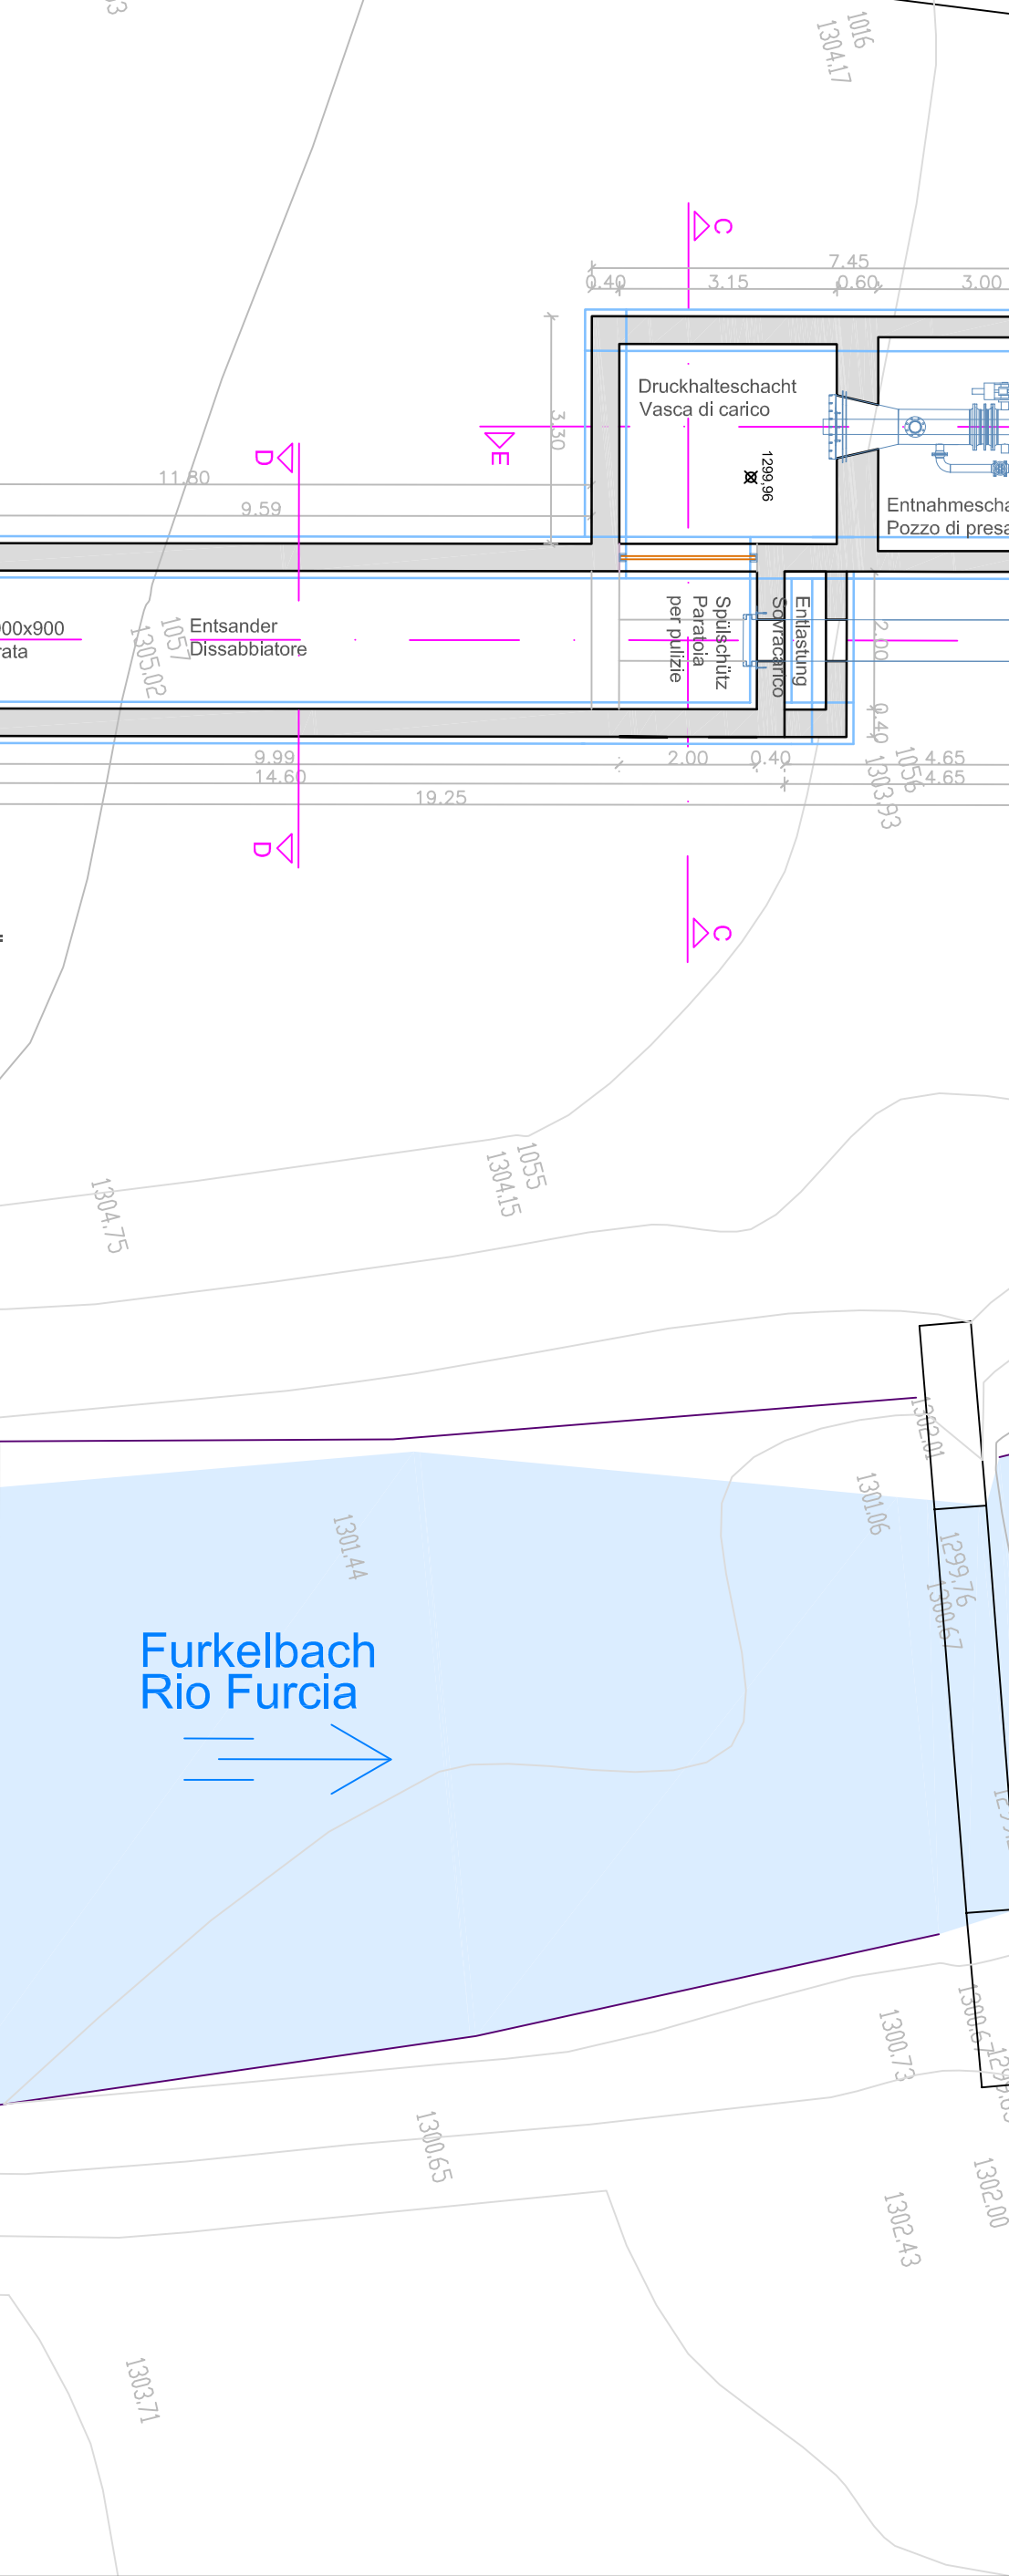 1016
1304.17
C
7.45
0.40
3.15
0.60
3.00
Druckhalteschacht
Vasca di carico
3.30
E
D
1299,96
11.80
9.59
Entnahmescha
Pozzo di presa
00x900
rata
1057
1305.02
Entsander
Dissabbiatore
Spülschütz
Paratoia
per pulizie
Entlastung
Sovracarico
2.00
0.40
9.99
2.00
0.40
4.65
14.60
4.65
19.25
1056
1303.93
D
C
1055
1304.15
1304.75
1302.01
1301.06
1301.44
1299.76
1300.67
Furkelbach
Rio Furcia
1300.67
1300.73
1300.65
1302.00
1302.43
1303.71